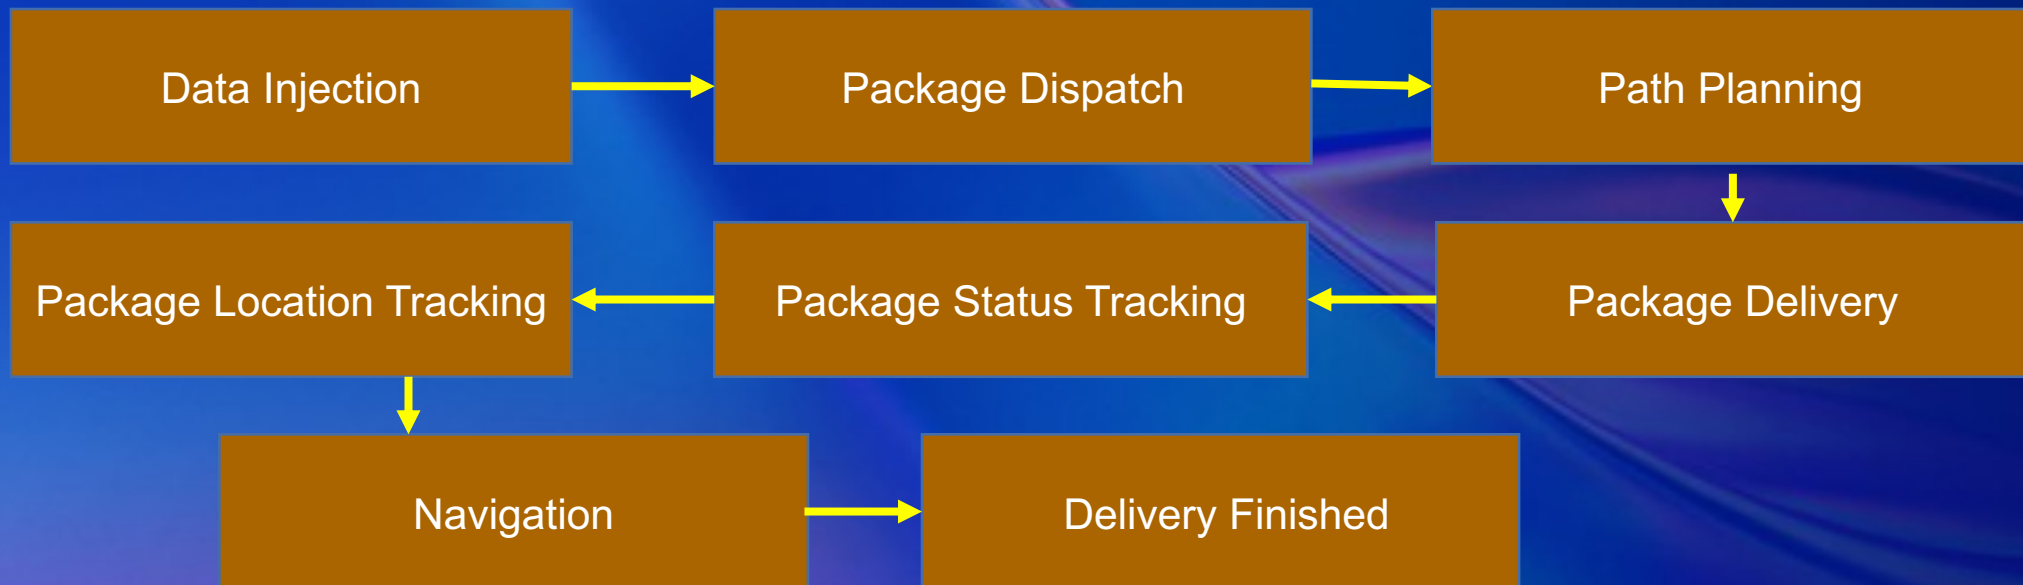 Data Injection
Package Dispatch
Path Planning
Package Location Tracking
Package Status Tracking
Package Delivery
Navigation
Delivery Finished